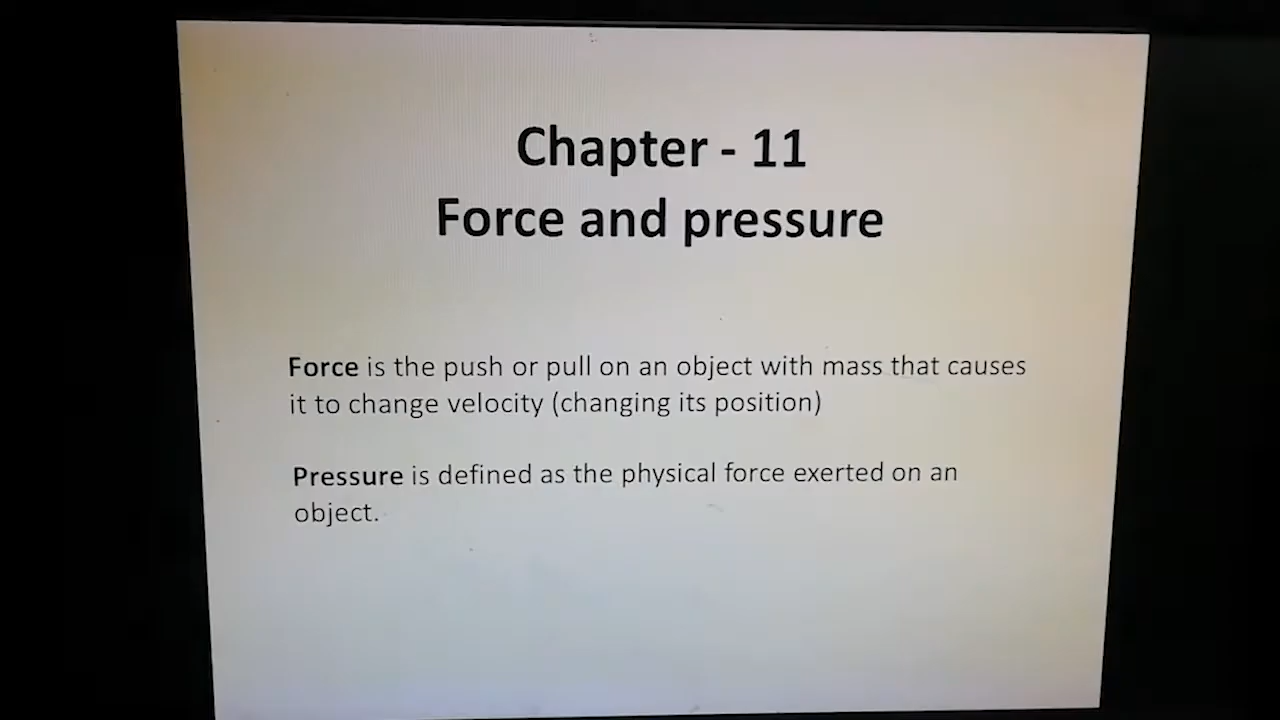 Chapter - 11
Force and pressure
Force is the push or pull on an object with mass that causes
it to change velocity (changing its position)
Pressure is defined as the physical force exerted on an
object.